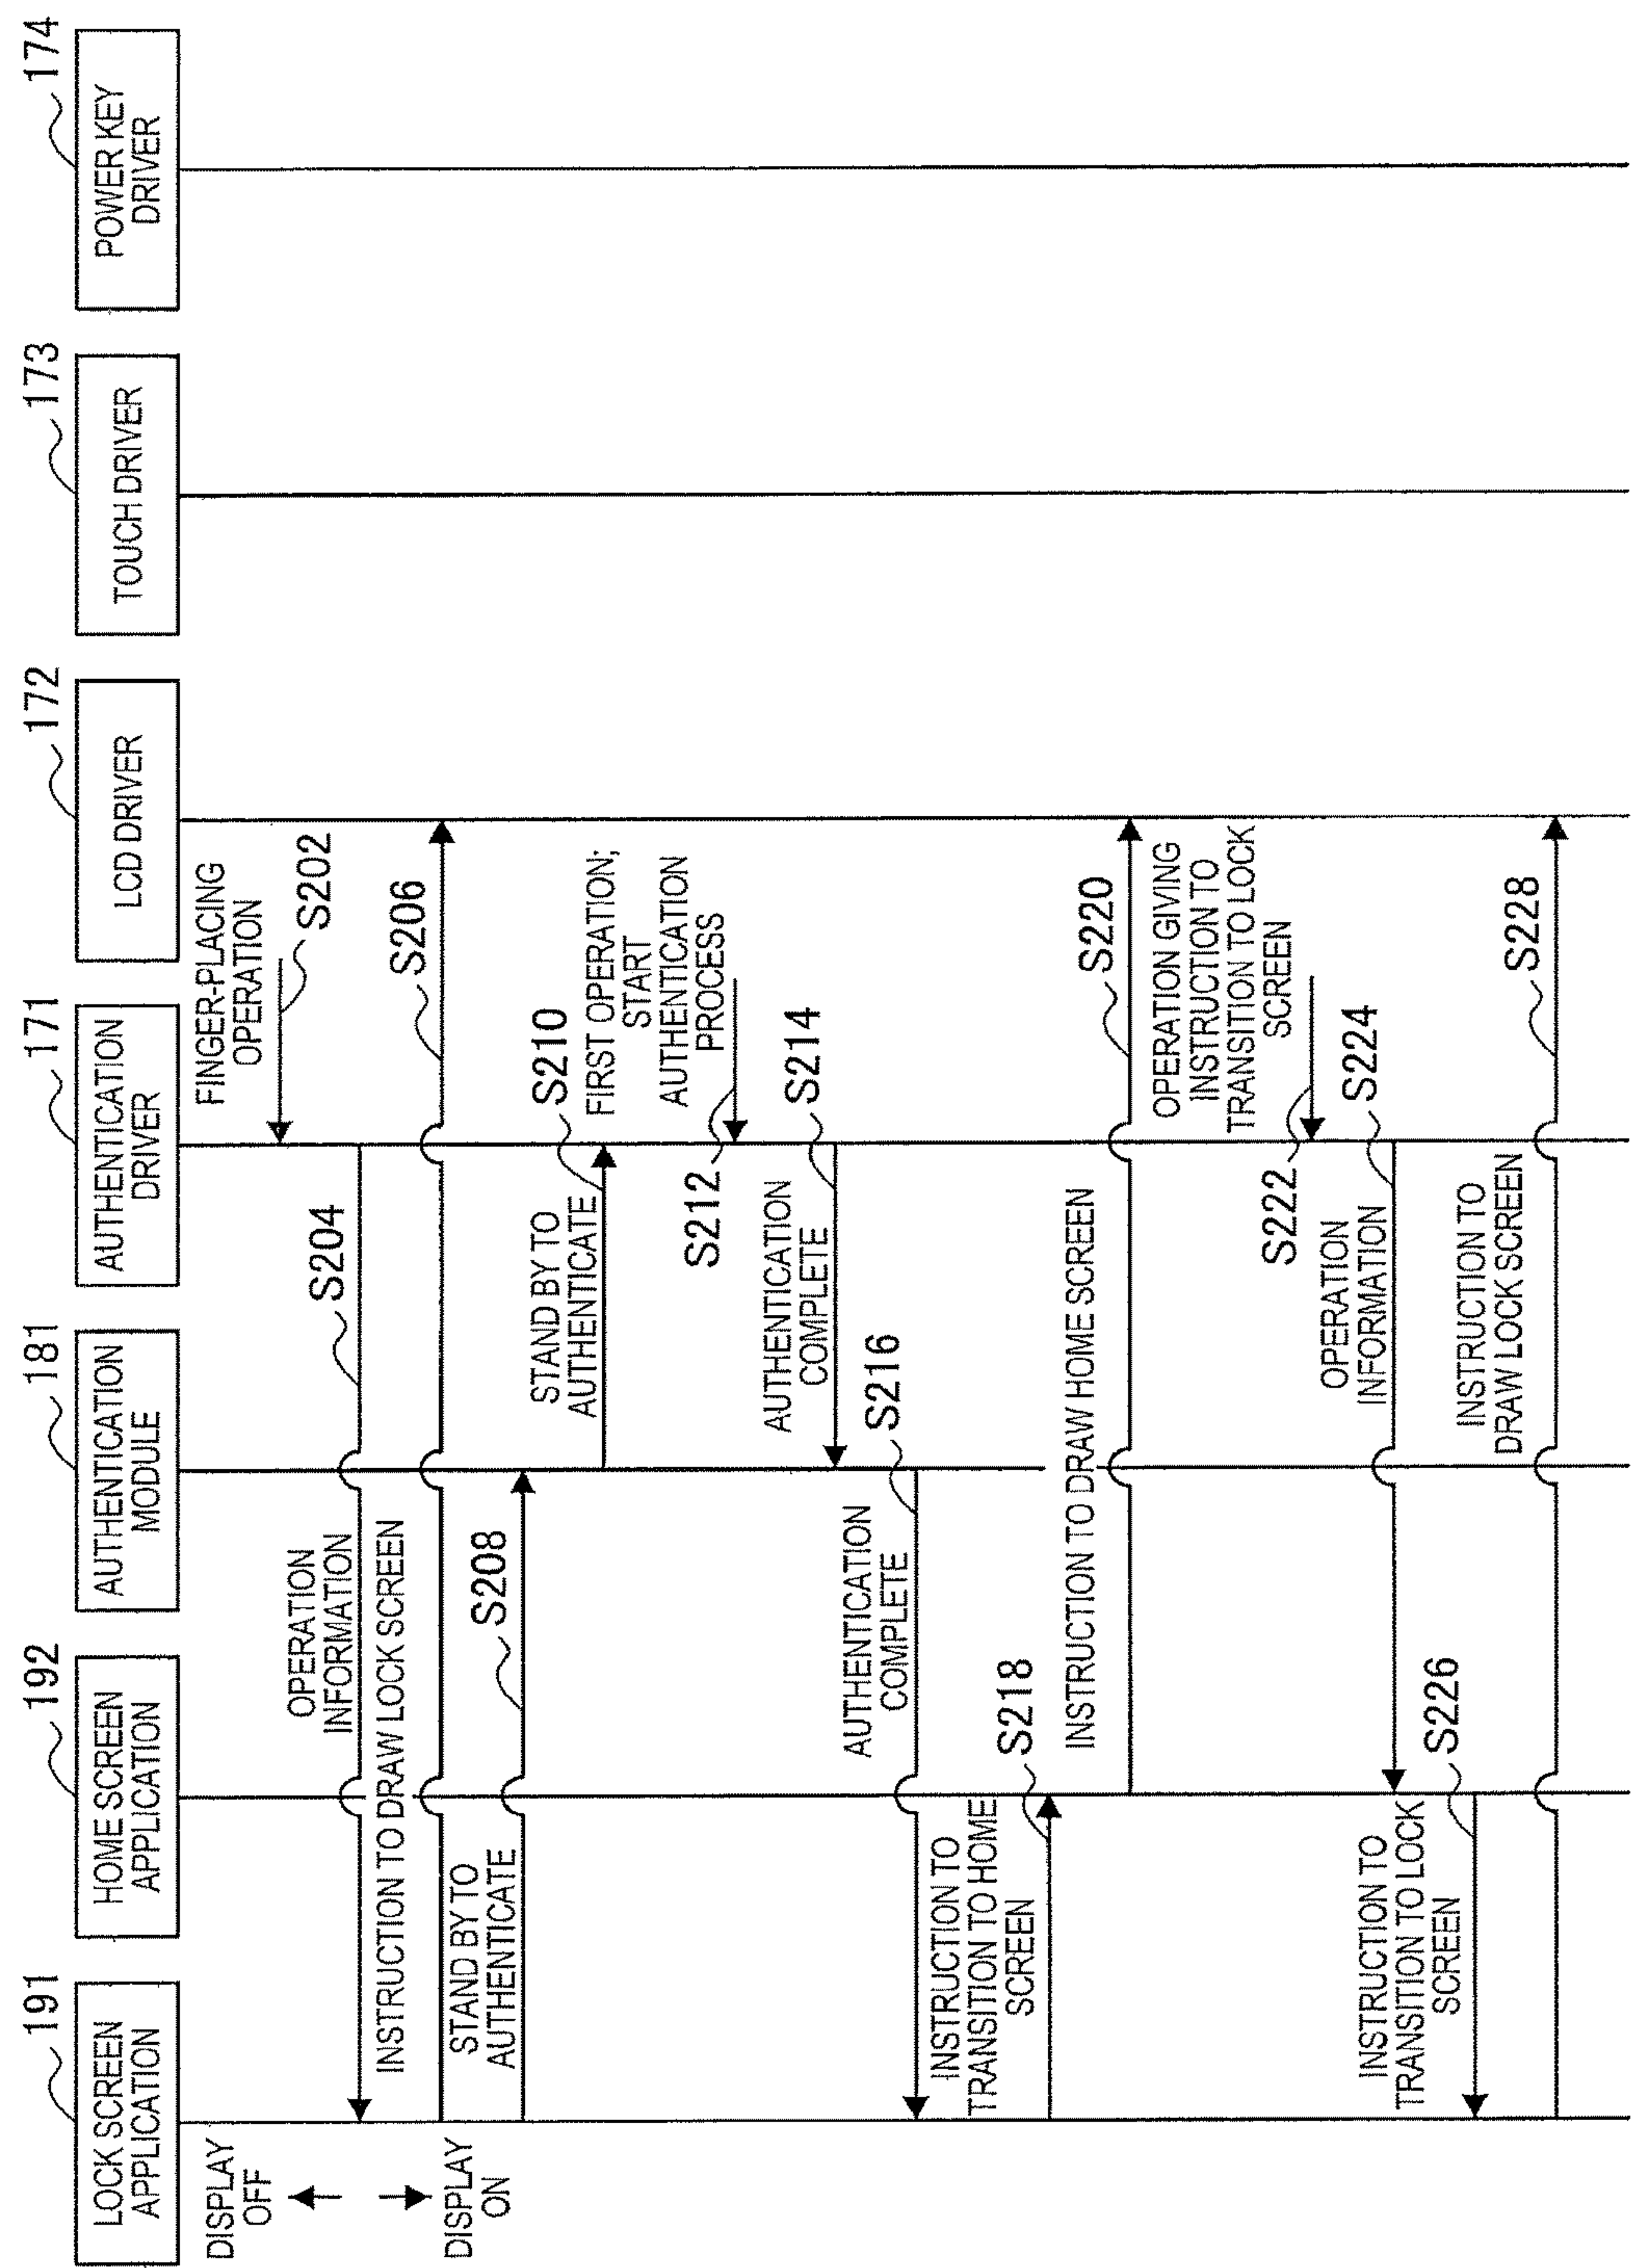 191
LOCK SCREEN
APPLICATION
192
HOME SCREEN
APPLICATION
181
AUTHENTICATION
MODULE
171
AUTHENTICATION
DRIVER
172
LCD DRIVER
173
TOUCH DRIVER
174
POWER KEY
DRIVER
DISPLAY
OFF
DISPLAY
ON
FINGER-PLACING
OPERATION
S202
OPERATION
INFORMATION
S204
INSTRUCTION TO DRAW LOCK SCREEN
S206
STAND BY TO
AUTHENTICATE
S208
STAND BY TO
AUTHENTICATE
S210
FIRST OPERATION;
START
AUTHENTICATION
PROCESS
S212
AUTHENTICATION
COMPLETE
S214
AUTHENTICATION
COMPLETE
S216
INSTRUCTION TO
TRANSITION TO HOME
SCREEN
S218
INSTRUCTION TO DRAW HOME SCREEN
S220
OPERATION GIVING
INSTRUCTION TO
TRANSITION TO LOCK
SCREEN
S222
OPERATION
INFORMATION
S224
INSTRUCTION TO
TRANSITION TO LOCK
SCREEN
S226
INSTRUCTION TO
DRAW LOCK SCREEN
S228